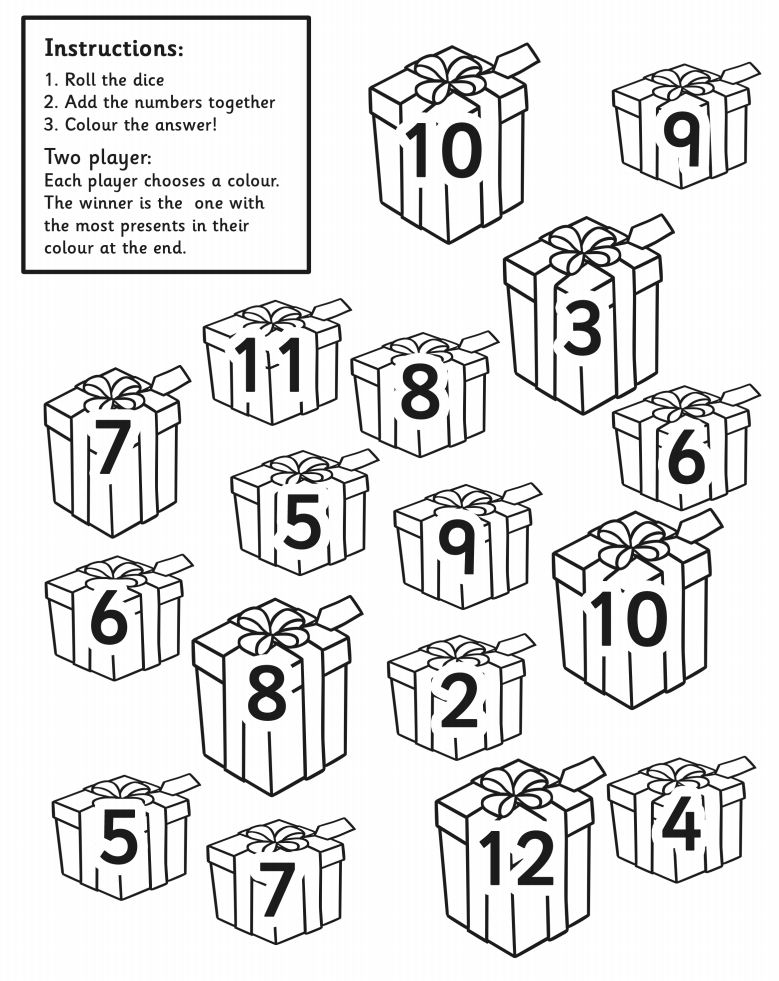 Instructions:
1. Roll the dice
2. Add the numbers together
3. Colour the answer!
Two player:
Each player chooses a colour.
The winner is the  one with
the most presents in their
colour at the end.
10
9
3
11
8
7
6
5
9
10
6
8
2
5
7
12
4